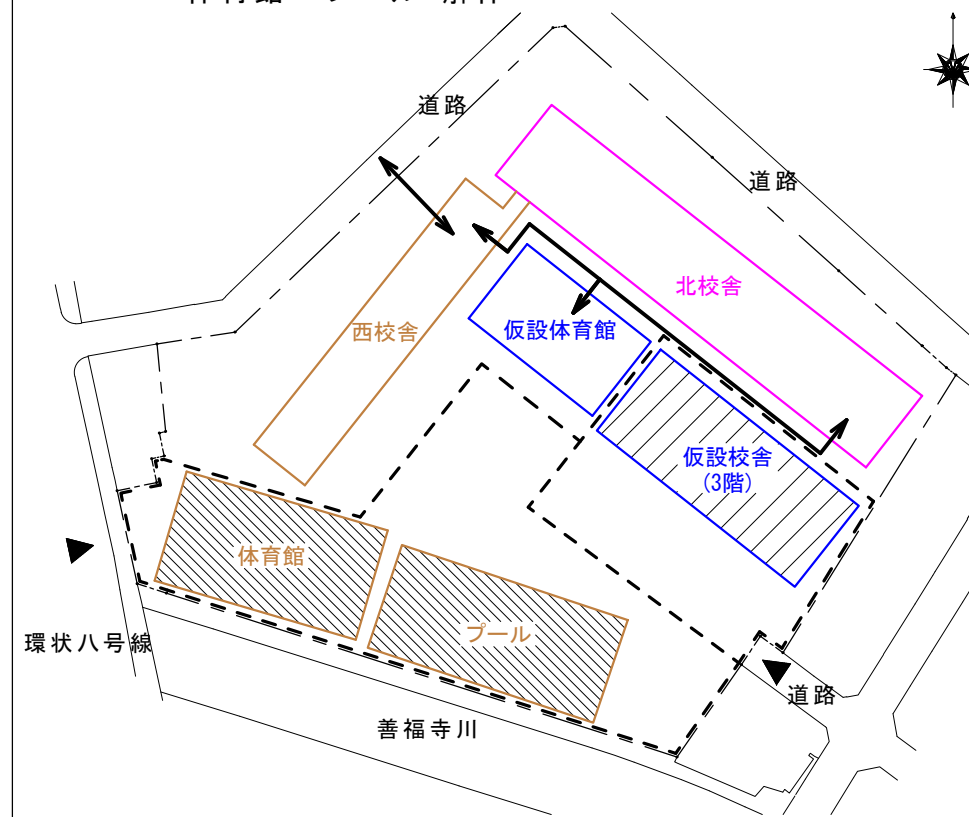 道路
道路
北校舎
西校舎
仮設体育館
仮設校舎
(3階)
体育館
プール
環状八号線
道路
善福寺川